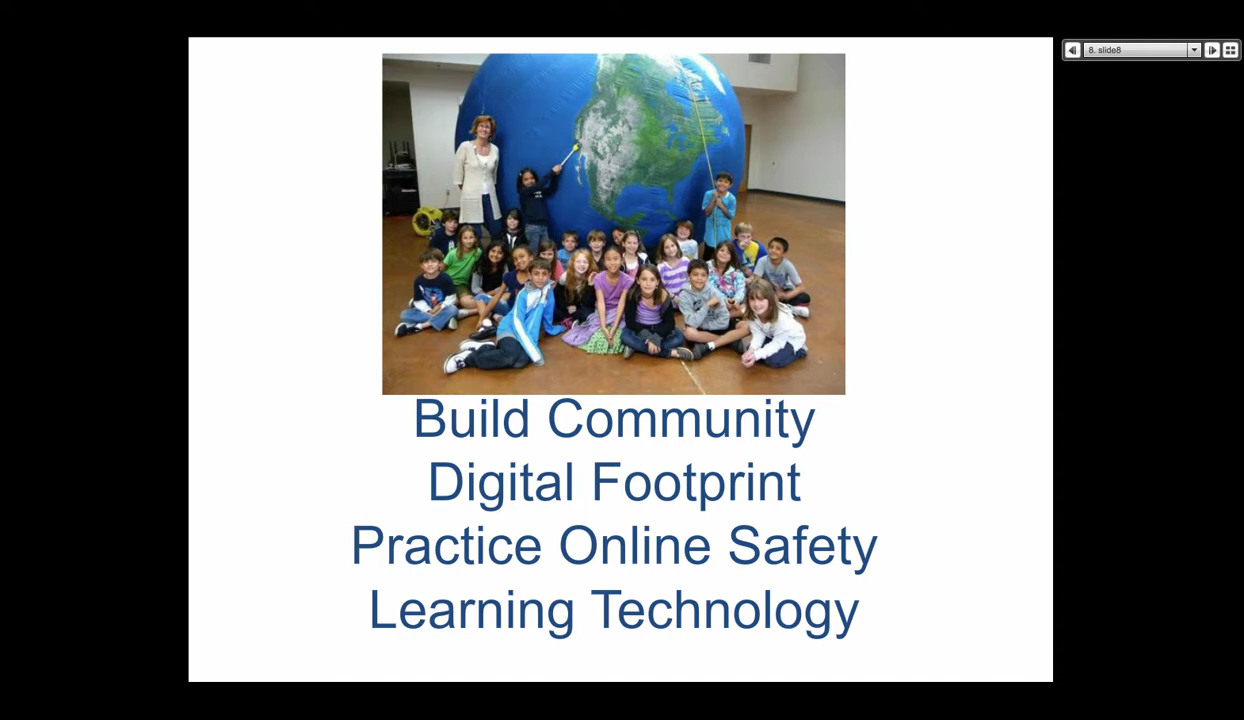 8. slide8
Build Community
Digital Footprint
Practice Online Safety
Learning Technology